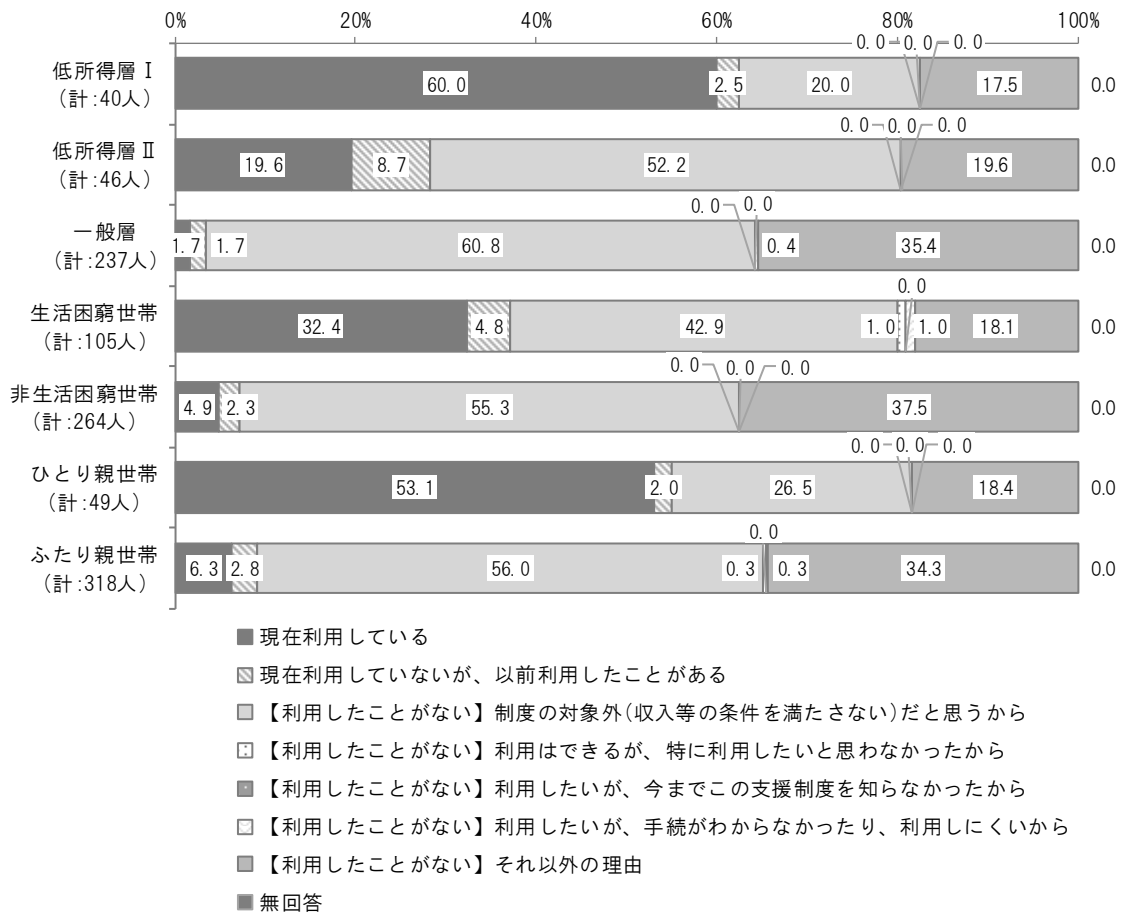 0% 20% 40% 60% 80% 100%
0.0 0.0 0.0
低所得層Ⅰ
(計:40人)
60.0 2.5 20.0 17.5 0.0
0.0 0.0 0.0
低所得層Ⅱ
(計:46人)
19.6 8.7 52.2 19.6 0.0
0.0 0.0
一般層
(計:237人)
1.7 1.7 60.8 0.4 35.4 0.0
0.0
生活困窮世帯
(計:105人)
32.4 4.8 42.9 1.0 1.0 18.1 0.0
0.0 0.0 0.0
非生活困窮世帯
(計:264人)
4.9 2.3 55.3 37.5 0.0
0.0 0.0 0.0
ひとり親世帯
(計:49人)
53.1 2.0 26.5 18.4 0.0
0.0
ふたり親世帯
(計:318人)
6.3 2.8 56.0 0.3 0.3 34.3 0.0
現在利用している
現在利用していないが、以前利用したことがある
【利用したことがない】制度の対象外(収入等の条件を満たさない)だと思うから
【利用したことがない】利用はできるが、特に利用したいと思わなかったから
【利用したことがない】利用したいが、今までこの支援制度を知らなかったから
【利用したことがない】利用したいが、手続がわからなかったり、利用しにくいから
【利用したことがない】それ以外の理由
無回答